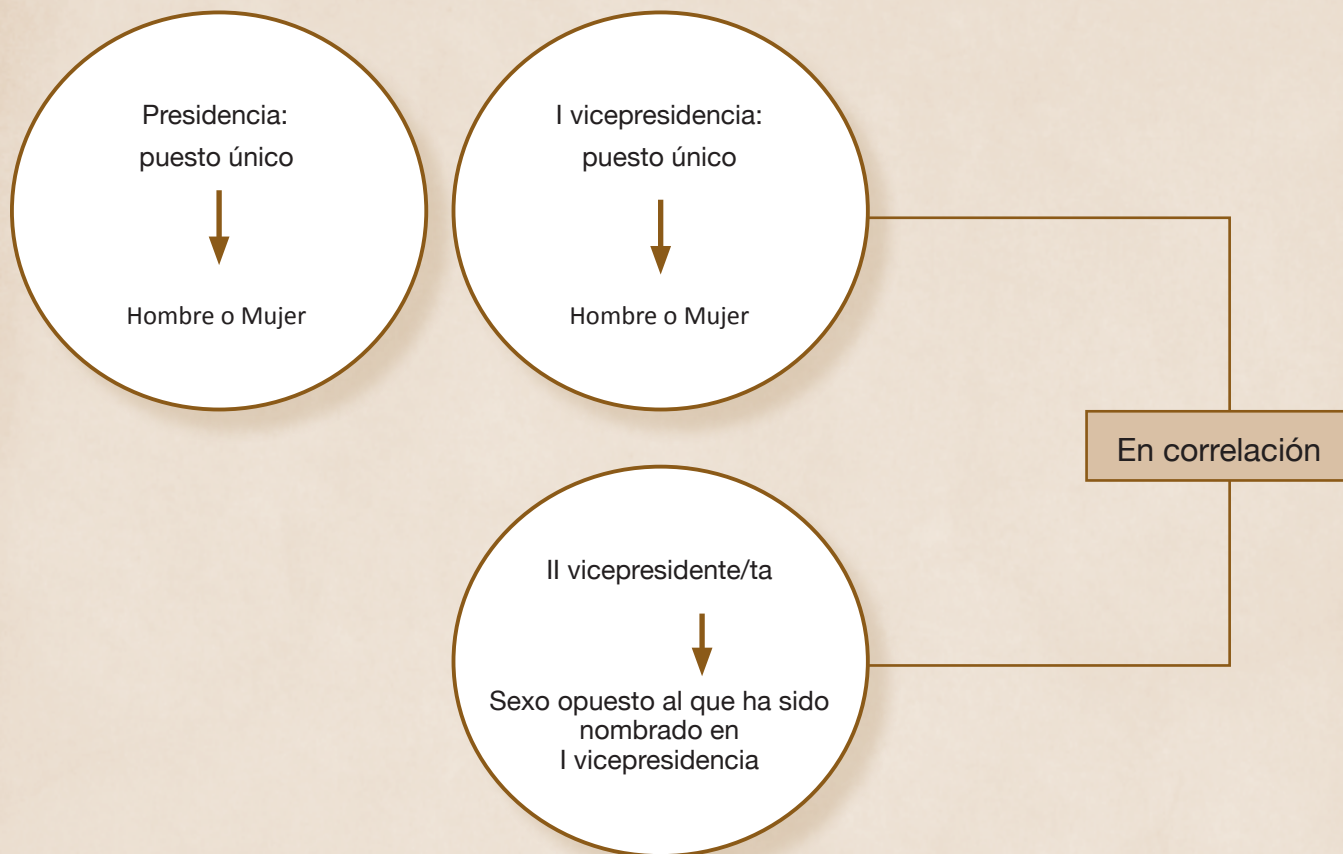 Presidencia:
puesto único
Hombre o Mujer
I vicepresidencia:
puesto único
Hombre o Mujer
En correlación
II vicepresidente/ta
Sexo opuesto al que ha sido
nombrado en
I vicepresidencia